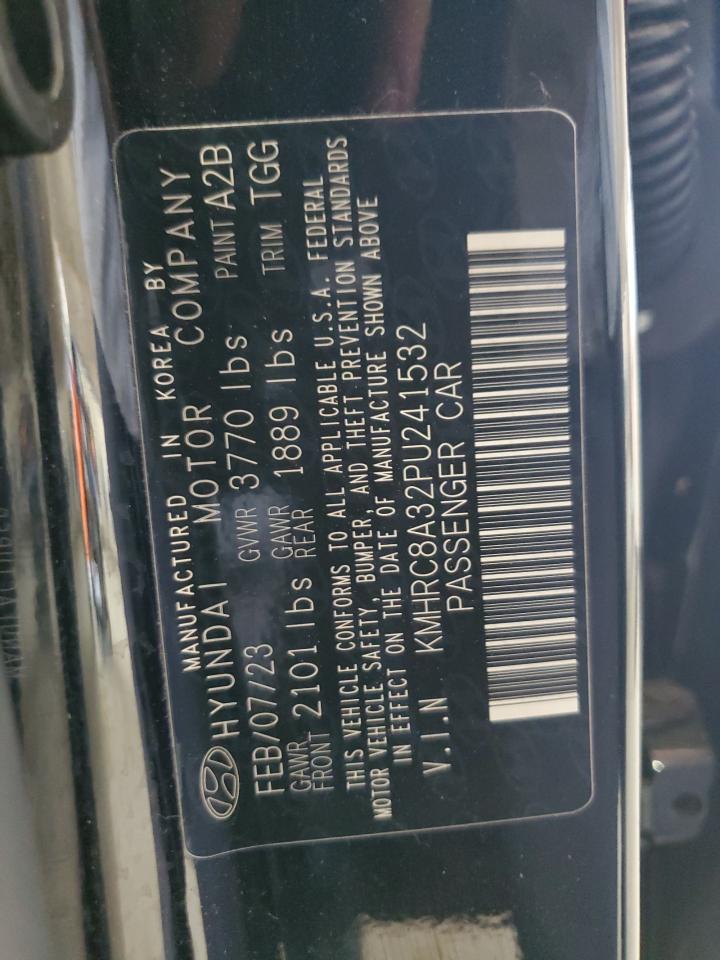 MANUFACTURED IN KOREA BY
HYUNDAI MOTOR COMPANY
FEB/07/23 GVWR 3770 lbs PAINT A2B
GAWR FRONT 2101 lbs GAWR REAR 1889 lbs TRIM TGG
THIS VEHICLE CONFORMS TO ALL APPLICABLE U.S.A. FEDERAL
MOTOR VEHICLE SAFETY, BUMPER, AND THEFT PREVENTION STANDARDS
IN EFFECT ON THE DATE OF MANUFACTURE SHOWN ABOVE
V.I.N KMHRC8A32PU241532
PASSENGER CAR